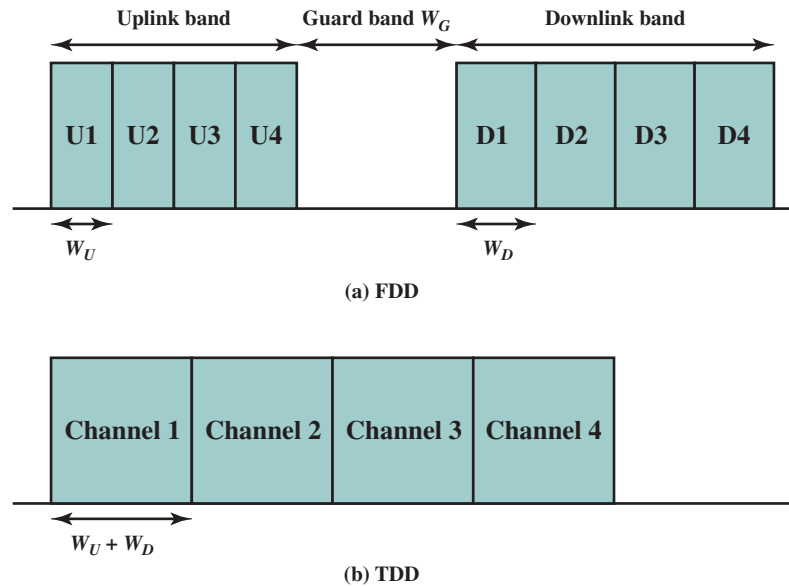 Uplink band
Guard band W_G
Downlink band
U1
U2
U3
U4
D1
D2
D3
D4
W_U
W_D
(a) FDD
Channel 1
Channel 2
Channel 3
Channel 4
W_U + W_D
(b) TDD